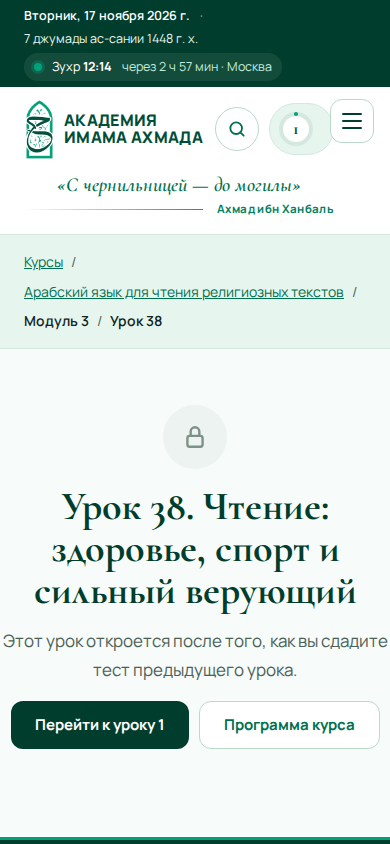 Вторник, 17 ноября 2026 г. ·
7 джумады ас-сании 1448 г. х.
Зухр 12:14 через 2 ч 57 мин · Москва
АКАДЕМИЯ
ИМАМА АХМАДА
1
«С чернильницей — до могилы»
Ахмад ибн Ханбаль
Курсы /
Арабский язык для чтения религиозных текстов /
Модуль 3 / Урок 38
Урок 38. Чтение:
здоровье, спорт и
сильный верующий
Этот урок откроется после того, как вы сдадите
тест предыдущего урока.
Перейти к уроку 1
Программа курса